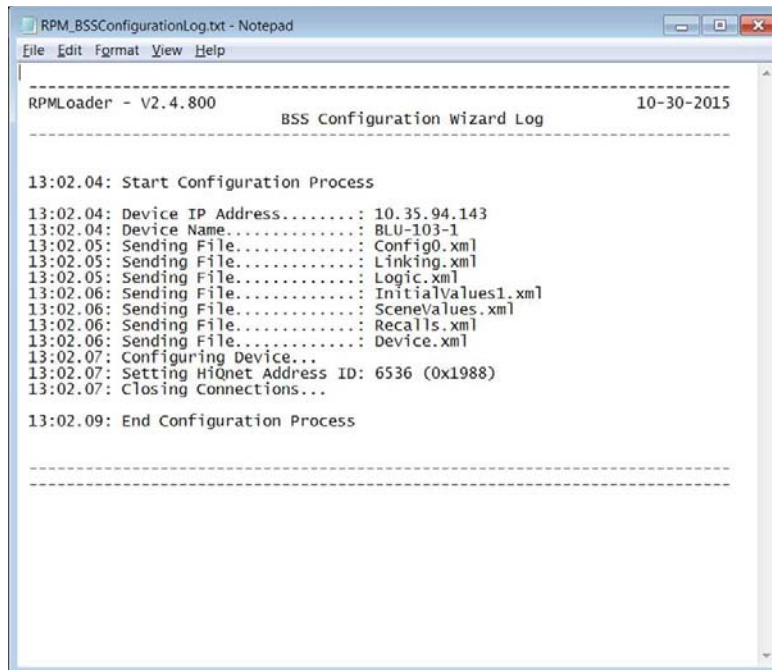 RPM_BSSConfigurationLog.txt - Notepad
File Edit Format View Help
--------------------------------------------------------------------------------
RPMLoader - V2.4.800 10-30-2015
BSS Configuration Wizard Log
--------------------------------------------------------------------------------
13:02.04: Start Configuration Process
13:02.04: Device IP Address........: 10.35.94.143
13:02.04: Device Name..............: BLU-103-1
13:02.05: Sending File.............: Config0.xml
13:02.05: Sending File.............: Linking.xml
13:02.05: Sending File.............: Logic.xml
13:02.06: Sending File.............: InitialValues1.xml
13:02.06: Sending File.............: SceneValues.xml
13:02.06: Sending File.............: Recalls.xml
13:02.06: Sending File.............: Device.xml
13:02.07: Configuring Device...
13:02.07: Setting HiQnet Address ID: 6536 (0x1988)
13:02.07: Closing Connections...
13:02.09: End Configuration Process
--------------------------------------------------------------------------------
--------------------------------------------------------------------------------